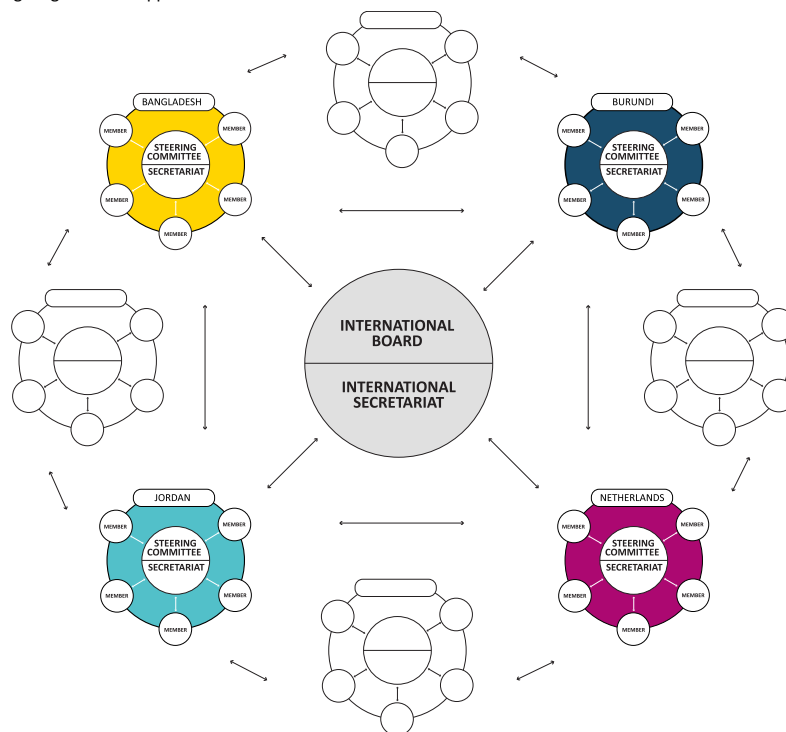 BANGLADESH
MEMBER
MEMBER
STEERING
COMMITTEE
SECRETARIAT
MEMBER
MEMBER
MEMBER
BURUNDI
MEMBER
MEMBER
STEERING
COMMITTEE
SECRETARIAT
MEMBER
MEMBER
MEMBER
INTERNATIONAL
BOARD
INTERNATIONAL
SECRETARIAT
JORDAN
MEMBER
MEMBER
STEERING
COMMITTEE
SECRETARIAT
MEMBER
MEMBER
MEMBER
NETHERLANDS
MEMBER
MEMBER
STEERING
COMMITTEE
SECRETARIAT
MEMBER
MEMBER
MEMBER